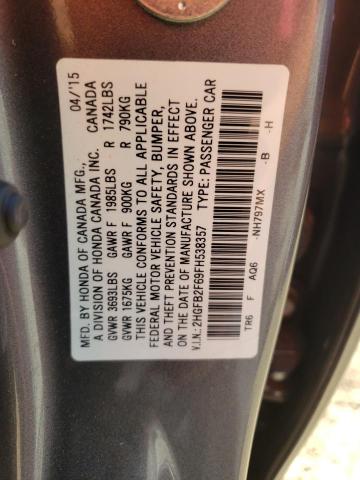 MFD. BY HONDA OF CANADA MFG., 04/'15
A DIVISION OF HONDA CANADA INC. CANADA
GVWR 3693LBS GAWR F 1985LBS R 1742LBS
GVWR 1675KG GAWR F 900KG R 790KG
THIS VEHICLE CONFORMS TO ALL APPLICABLE
FEDERAL MOTOR VEHICLE SAFETY, BUMPER,
AND THEFT PREVENTION STANDARDS IN EFFECT
ON THE DATE OF MANUFACTURE SHOWN ABOVE.
V.I.N.: 2HGFB2F69FH538357 TYPE: PASSENGER CAR
TR6 F AQ6 -NH797MX -B -H